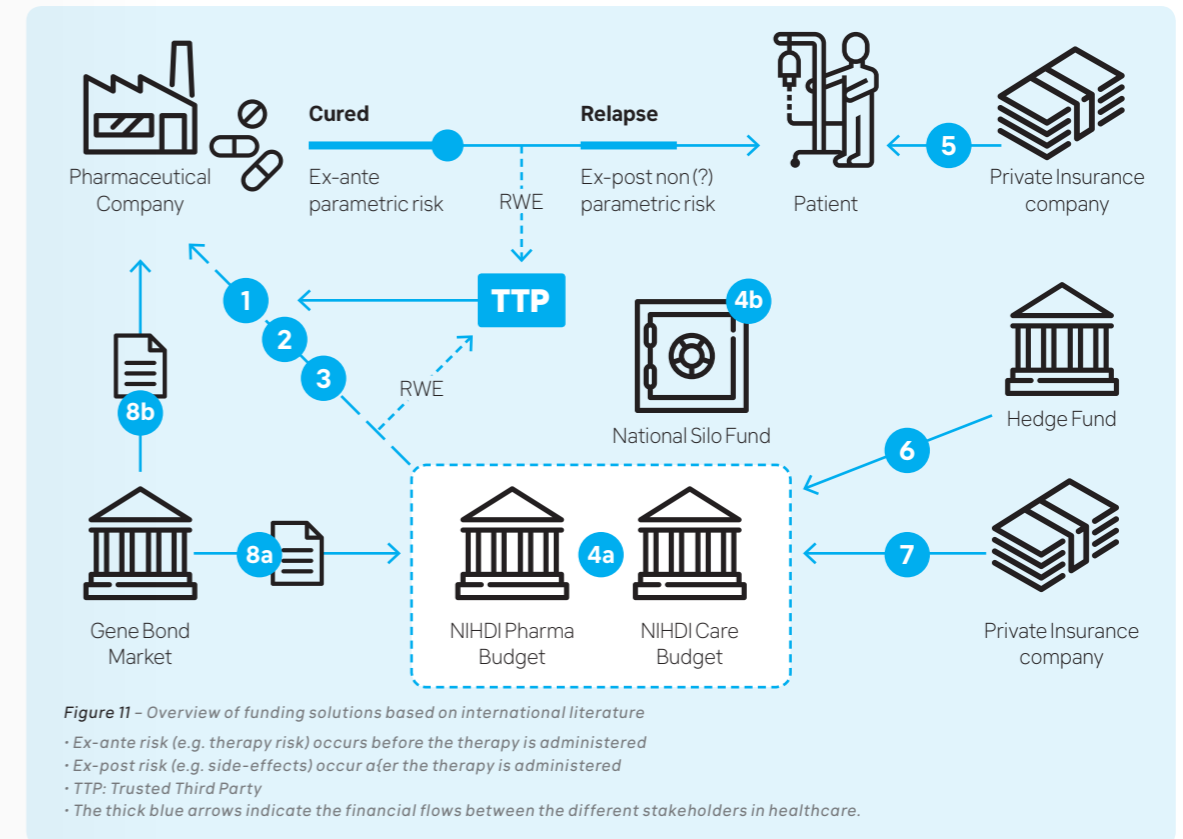 Cured
Relapse
5
Pharmaceutical
Company
Ex-ante
parametric risk
RWE
Ex-post non (?)
parametric risk
Patient
Private Insurance
company
1
TTP
4b
2
3
RWE
8b
National Silo Fund
Hedge Fund
6
8a
4a
7
Gene Bond
Market
NIHDI Pharma
Budget
NIHDI Care
Budget
Private Insurance
company
Figure 11 – Overview of funding solutions based on international literature
• Ex-ante risk (e.g. therapy risk) occurs before the therapy is administered
• Ex-post risk (e.g. side-effects) occur a{er the therapy is administered
• TTP: Trusted Third Party
• The thick blue arrows indicate the financial flows between the different stakeholders in healthcare.